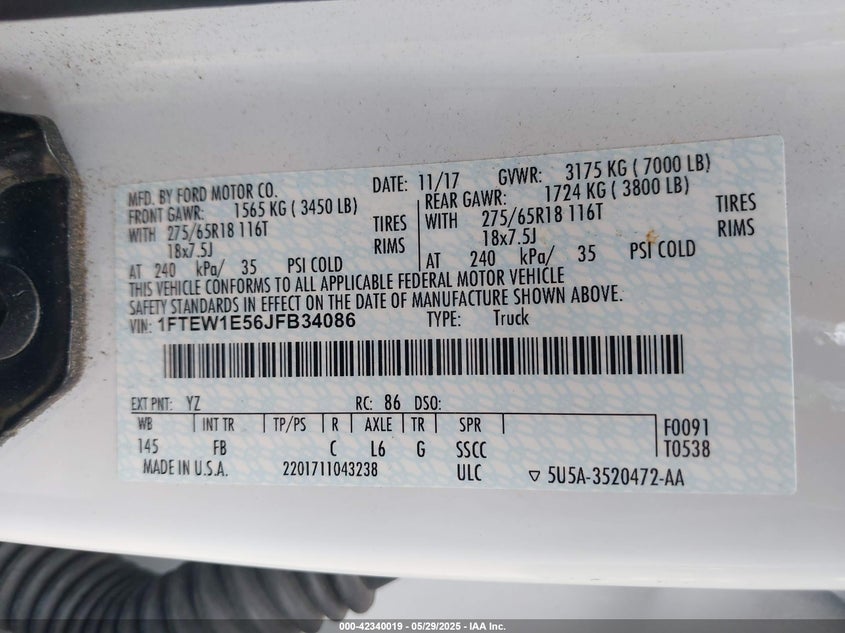 MFD. BY FORD MOTOR CO. DATE: 11/17 GVWR: 3175 KG ( 7000 LB)
FRONT GAWR: 1565 KG ( 3450 LB) REAR GAWR: 1724 KG ( 3800 LB)
WITH 275/65R18 116T TIRES WITH 275/65R18 116T TIRES
18x7.5J RIMS 18x7.5J RIMS
AT 240 kPa/ 35 PSI COLD AT 240 kPa/ 35 PSI COLD
THIS VEHICLE CONFORMS TO ALL APPLICABLE FEDERAL MOTOR VEHICLE
SAFETY STANDARDS IN EFFECT ON THE DATE OF MANUFACTURE SHOWN ABOVE.
VIN: 1FTEW1E56JFB34086 TYPE: Truck
EXT PNT: YZ RC: 86 DSO:
WB INT TR TP/PS R AXLE TR SPR F0091
145 FB C L6 G SSCC T0538
MADE IN U.S.A. 2201711043238 ULC ▽ 5U5A-3520472-AA
000-42340019 - 05/29/2025 - IAA Inc.